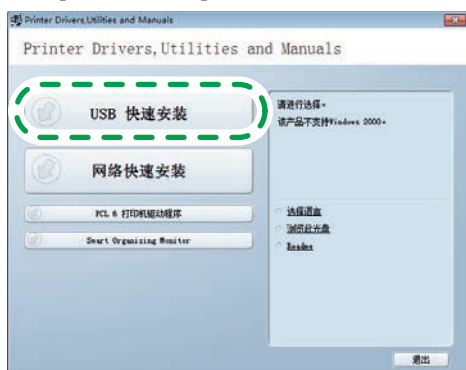 Printer Drivers,Utilities and Manuals
Printer Drivers,Utilities and Manuals
USB 快速安装
网络快速安装
PCL 6 打印机驱动程序
Smart Organizing Monitor
请进行选择。
该产品不支持Windows 2000。
选择语言
浏览此光盘
Readme
退出